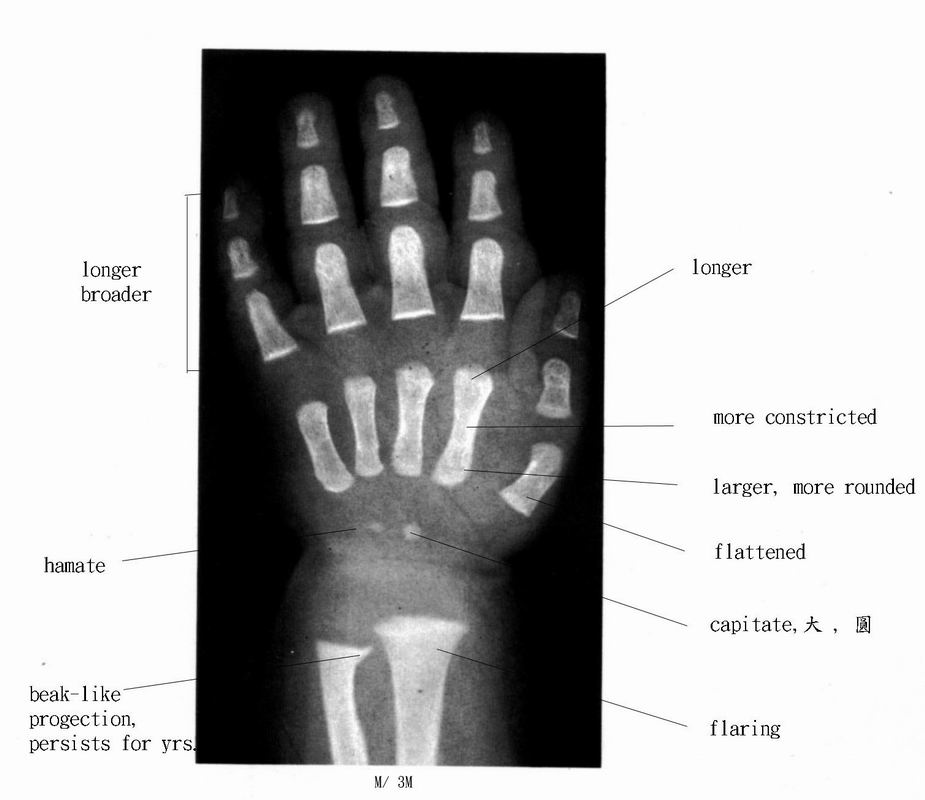 longer
broader
longer
more constricted
larger, more rounded
flattened
hamate
capitate,大 , 圓
beak-like
progection,
persists for yrs.
flaring
M/ 3M